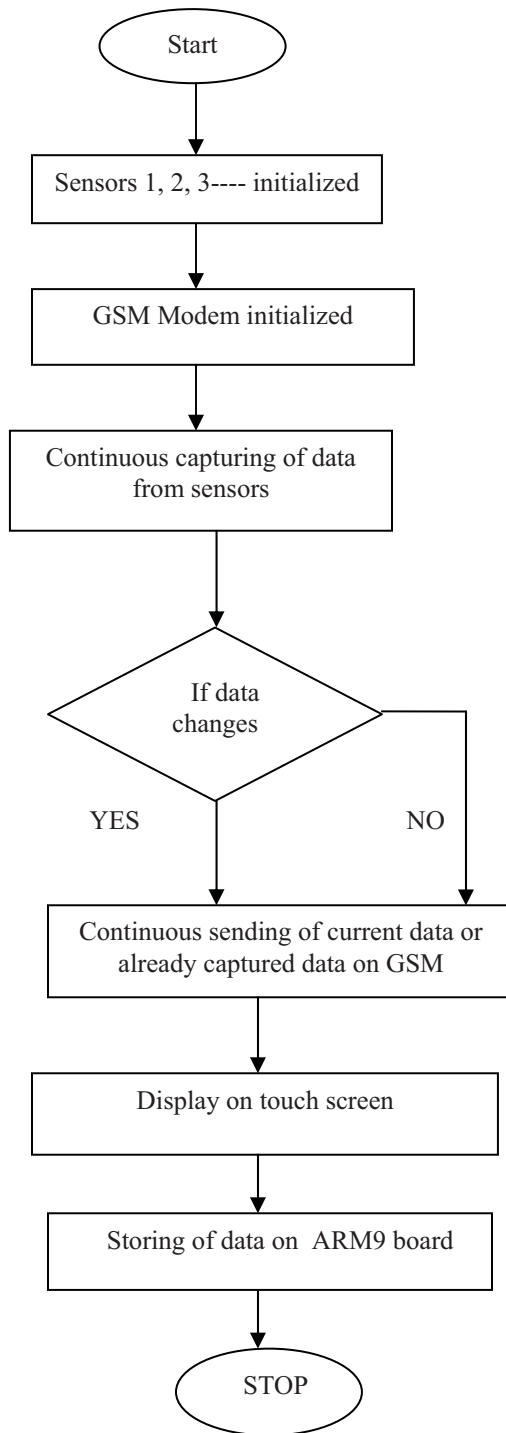 Start
Sensors 1, 2, 3---- initialized
GSM Modem initialized
Continuous capturing of data
from sensors
If data
changes
YES
NO
Continuous sending of current data or
already captured data on GSM
Display on touch screen
Storing of data on ARM9 board
STOP